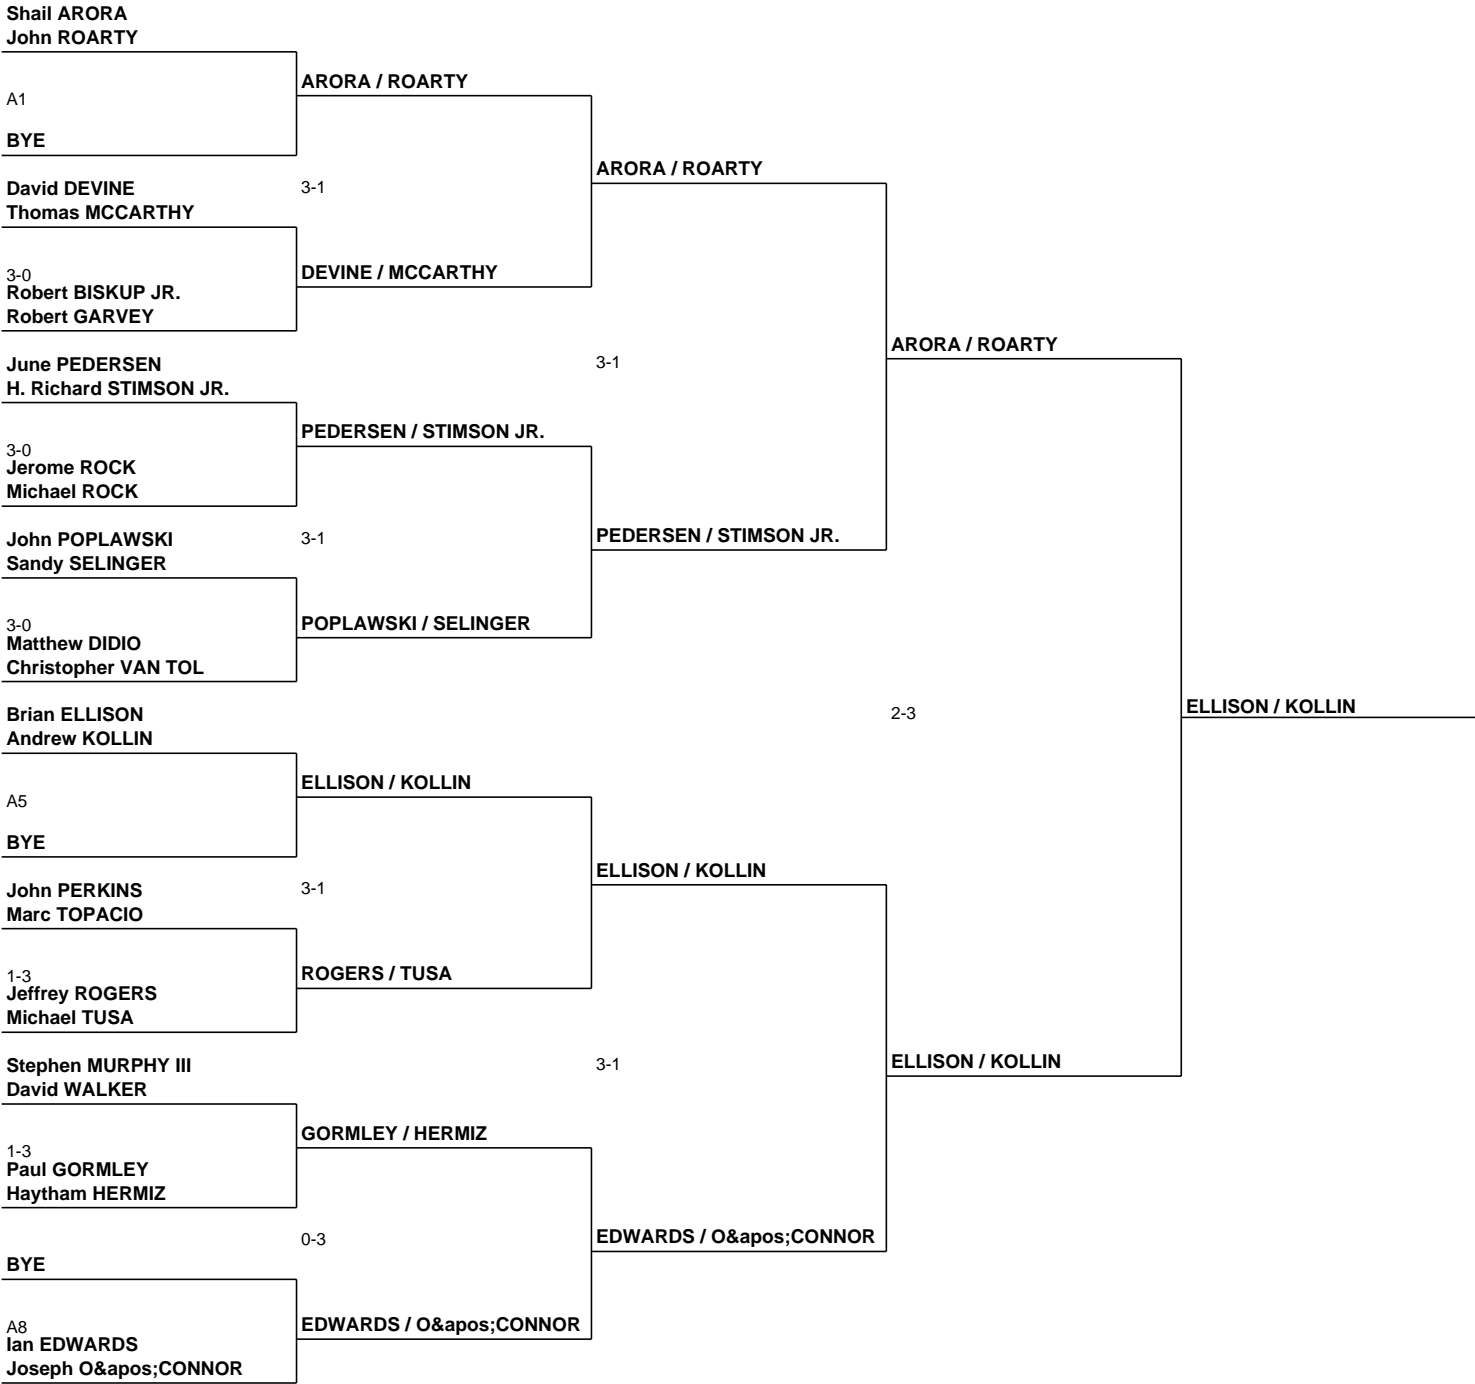 Shail ARORA
John ROARTY
A1
BYE
David DEVINE
Thomas MCCARTHY
3-0
Robert BISKUP JR.
Robert GARVEY
June PEDERSEN
H. Richard STIMSON JR.
3-0
Jerome ROCK
Michael ROCK
John POPLAWSKI
Sandy SELINGER
3-0
Matthew DIDIO
Christopher VAN TOL
Brian ELLISON
Andrew KOLLIN
A5
BYE
John PERKINS
Marc TOPACIO
1-3
Jeffrey ROGERS
Michael TUSA
Stephen MURPHY III
David WALKER
1-3
Paul GORMLEY
Haytham HERMIZ
BYE
A8
Ian EDWARDS
Joseph O&apos;CONNOR
ARORA / ROARTY
3-1
DEVINE / MCCARTHY
PEDERSEN / STIMSON JR.
3-1
POPLAWSKI / SELINGER
ELLISON / KOLLIN
3-1
ROGERS / TUSA
GORMLEY / HERMIZ
0-3
EDWARDS / O&apos;CONNOR
ARORA / ROARTY
3-1
PEDERSEN / STIMSON JR.
ELLISON / KOLLIN
3-1
EDWARDS / O&apos;CONNOR
ARORA / ROARTY
2-3
ELLISON / KOLLIN
ELLISON / KOLLIN